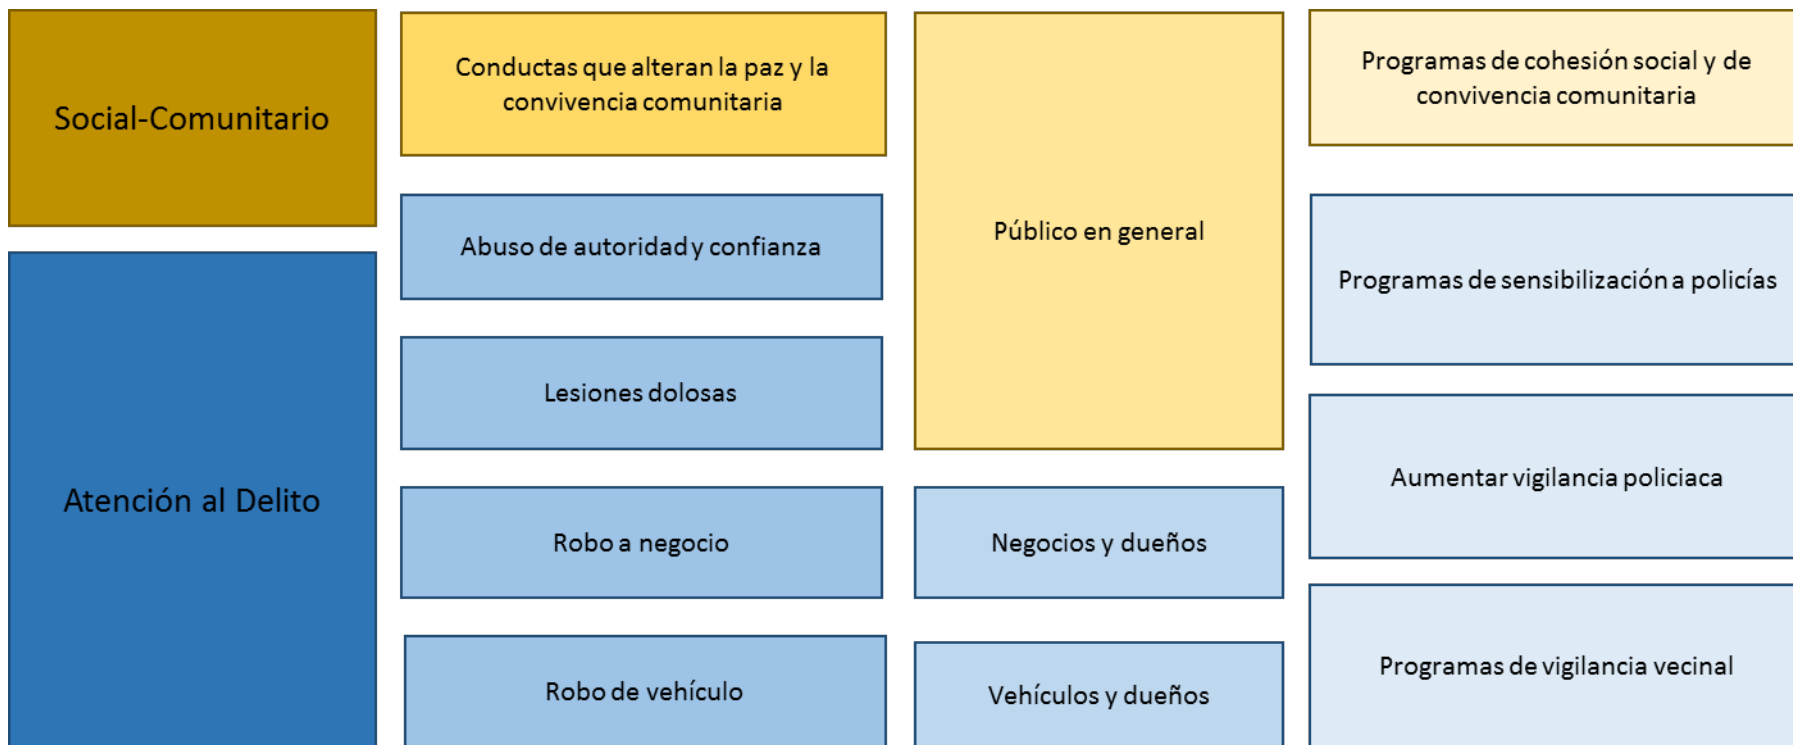 Social-Comunitario
Conductas que alteran la paz y la
convivencia comunitaria
Público en general
Programas de cohesión social y de
convivencia comunitaria
Abuso de autoridad y confianza
Programas de sensibilización a policías
Lesiones dolosas
Atención al Delito
Aumentar vigilancia policiaca
Robo a negocio
Negocios y dueños
Robo de vehículo
Vehículos y dueños
Programas de vigilancia vecinal